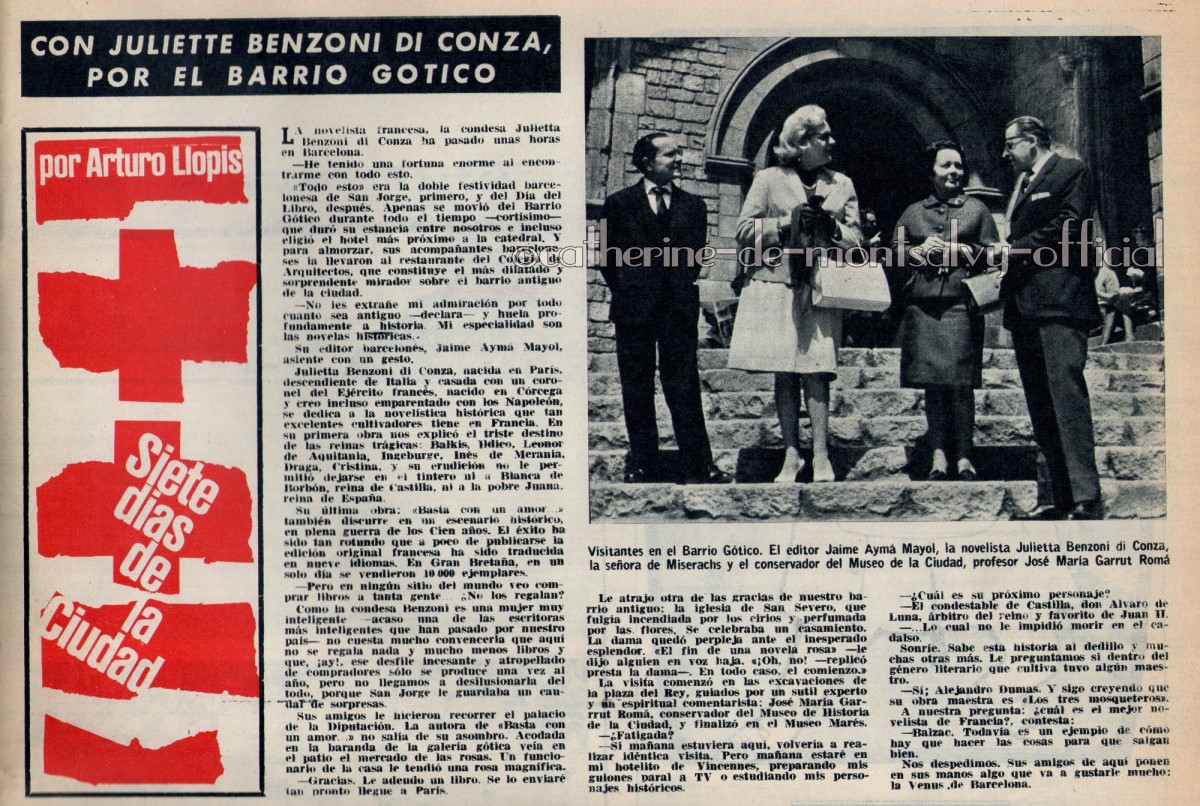 CON JULIETTE BENZONI DI CONZA,
POR EL BARRIO GOTICO
por Arturo Llopis
Siete
días
de
la
Ciudad
LA novelista francesa, la condesa Julietta
Benzoni di Conza ha pasado unas horas
en Barcelona.
—He tenido una fortuna enorme al encon-
trarme con todo esto.
«Todo esto» era la doble festividad barce-
lonesa de San Jorge, primero, y del Día del
Libro, después. Apenas se movió del Barrio
Gótico durante todo el tiempo —cortísimo—
que duró su estancia entre nosotros e incluso
eligió el hotel más próximo a la catedral. Y
para almorzar, sus acompañantes barcelone-
ses la llevaron al restaurante del Colegio de
Arquitectos, que constituye el más dilatado y
sorprendente mirador sobre el barrio antiguo
de la ciudad.
—No les extrañe mi admiración por todo
cuanto sea antiguo —declara— y huela pro-
fundamente a historia. Mi especialidad son
las novelas históricas.
Su editor barcelonés, Jaime Aymá Mayol,
asiente con un gesto.
Julietta Benzoni di Conza, nacida en París,
descendiente de Italia y casada con un coro-
nel del Ejército francés, nacido en Córcega
y creo incluso emparentado con los Napoleón,
se dedica a la novelística histórica que tan
excelentes cultivadores tiene en Francia. En
su primera obra nos explicó el triste destino
de las reinas trágicas: Balkis, Ildico, Leonor
de Aquitania, Ingeburge, Inés de Merania,
Draga, Cristina, y su erudición no le per-
mitió dejarse en el tintero ni a Blanca de
Borbón, reina de Castilla, ni a la pobre Juana,
reina de España.
Su última obra: «Basta con un amor...»
también discurre en un escenario histórico,
en plena guerra de los Cien años. El éxito ha
sido tan rotundo que a poco de publicarse la
edición original francesa ha sido traducida
en nueve idiomas. En Gran Bretaña, en un
solo día se vendieron 10 000 ejemplares.
—Pero en ningún sitio del mundo veo com-
prar libros a tanta gente... ¿No los regalan?
Como la condesa Benzoni es una mujer muy
inteligente —acaso una de las escritoras
más inteligentes que han pasado por nuestro
país— no cuesta mucho convencerla que aquí
no se regala nada y mucho menos libros y
que, ¡ay!, ese desfile incesante y atropellado
de compradores sólo se produce una vez al
año, pero no llegamos a desilusionarla del
todo, porque San Jorge le guardaba un cau-
dal de sorpresas.
Sus amigos le hicieron recorrer el palacio
de la Diputación. La autora de «Basta con
un amor...» no salía de su asombro. Acodada
en la baranda de la galería gótica veía en
el patio el mercado de las rosas. Un funcio-
nario de la casa le tendió una rosa magnífica.
—Gracias. Le adeudo un libro. Se lo enviaré
tan pronto llegue a París.
©catherine-de-montsalvy-official
Visitantes en el Barrio Gótico. El editor Jaime Aymá Mayol, la novelista Julietta Benzoni di Conza,
la señora de Miserachs y el conservador del Museo de la Ciudad, profesor José María Garrut Romá
Le atrajo otra de las gracias de nuestro ba-
rrio antiguo: la iglesia de San Severo, que
fulgía incendiada por los cirios y perfumada
por las flores. Se celebraba un casamiento.
La dama quedó perpleja ante el inesperado
esplendor. «El fin de una novela rosa» —le
dijo alguien en voz baja. «¡Oh, no! —replicó
presta la dama—. En todo caso, el comienzo.»
La visita comenzó en las excavaciones de
la plaza del Rey, guiados por un sutil experto
y un espiritual comentarista: José María Gar-
rrut Romá, conservador del Museo de Historia
de la Ciudad, y finalizó en el Museo Marés.
—¿Fatigada?
—Si mañana estuviera aquí, volvería a rea-
lizar idéntica visita. Pero mañana estaré en
mi hotelito de Vincennes, preparando mis
guiones paral a TV o estudiando mis perso-
najes históricos.
—¿Cuál es su próximo personaje?
—El condestable de Castilla, don Alvaro de
Luna, árbitro del reino y favorito de Juan II.
—...Lo cual no le impidió morir en el ca-
dalso.
Sonríe. Sabe esta historia al dedillo y mu-
chas otras más. Le preguntamos si dentro del
género literario que cultiva tuvo algún maes-
tro.
—Sí; Alejandro Dumas. Y sigo creyendo que
su obra maestra es «Los tres mosqueteros».
A nuestra pregunta: ¿cuál es el mejor no-
velista de Francia?, contesta:
—Balzac. Todavía es un ejemplo de cómo
hay que hacer las cosas para que salgan
bien.
Nos despedimos. Sus amigos de aquí ponen
en sus manos algo que va a gustarle mucho:
la Venus de Barcelona.